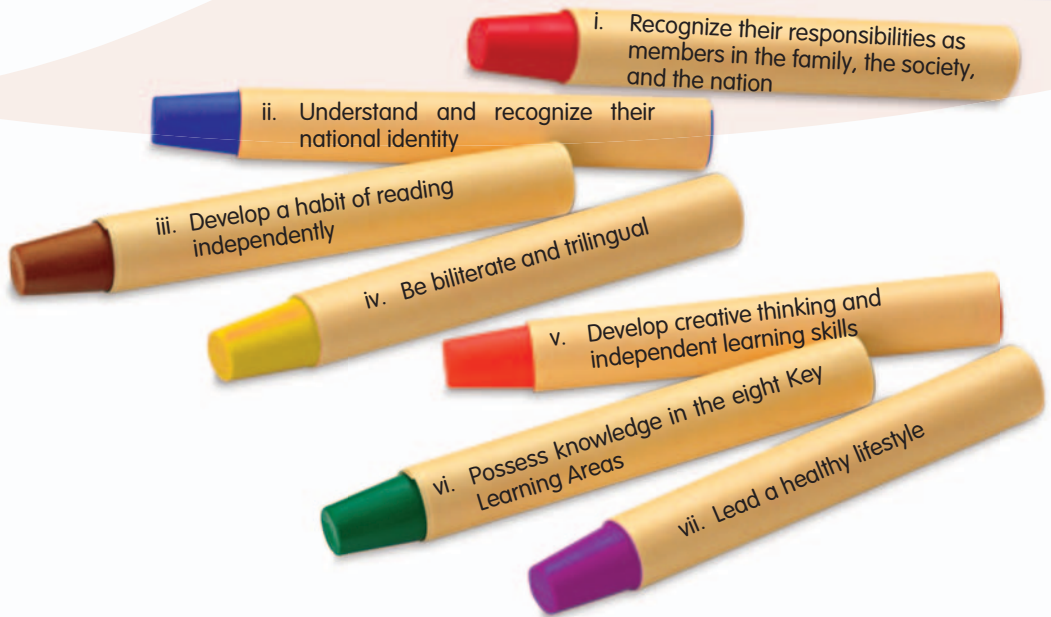 i. Recognize their responsibilities as
members in the family, the society,
and the nation
ii. Understand and recognize their
national identity
iii. Develop a habit of reading
independently
iv. Be biliterate and trilingual
v. Develop creative thinking and
independent learning skills
vi. Possess knowledge in the eight Key
Learning Areas
vii. Lead a healthy lifestyle